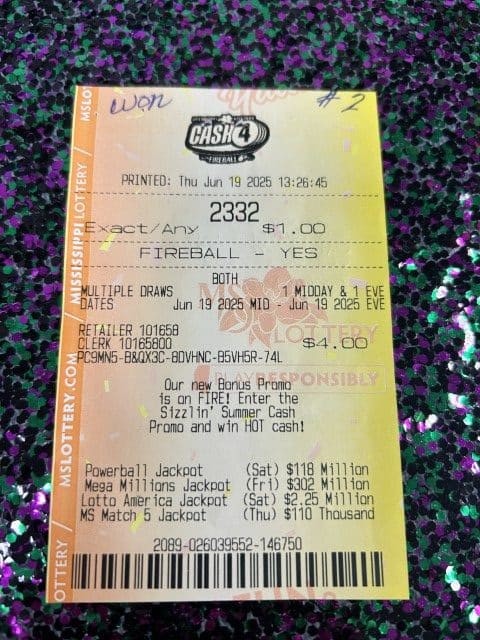 won
#2
CASH 4
FIREBALL
PRINTED: Thu Jun 19 2025 13:26:45
2332
Exact/Any $1.00
FIREBALL - YES
BOTH
MULTIPLE DRAWS 1 MIDDAY & 1 EVE
DATES Jun 19 2025 MID - Jun 19 2025 EVE
RETAILER 101658
CLERK 10165800 $4.00
PC9MN5-B&QX3C-8DVHNC-B5VH5R-74L
LOTTERY
PLAY RESPONSIBLY
Our new Bonus Promo
is on FIRE! Enter the
Sizzlin' Summer Cash
Promo and win HOT cash!
Powerball Jackpot (Sat) $118 Million
Mega Millions Jackpot (Fri) $302 Million
Lotto America Jackpot (Sat) $2.25 Million
MS Match 5 Jackpot (Thu) $110 Thousand
2089-026039552-146750
OTTERY / MSLOTTERY.COM / MISSISSIPPI LOTTERY / MSLO